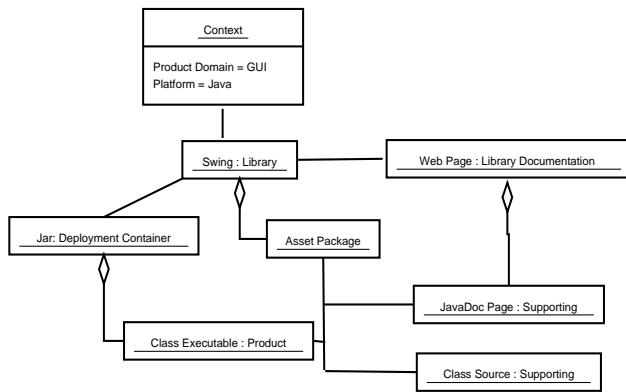 Context
Product Domain = GUI
Platform = Java
Swing : Library
Web Page : Library Documentation
Jar: Deployment Container
Asset Package
JavaDoc Page : Supporting
Class Executable : Product
Class Source : Supporting